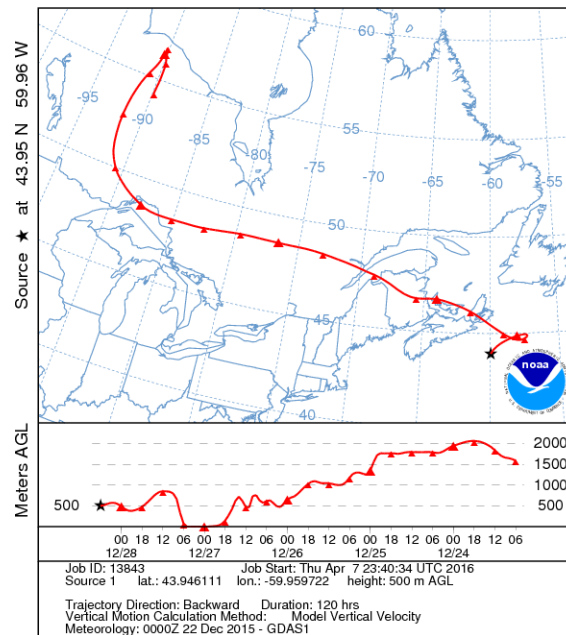 Source ★ at 43.95 N 59.96 W
60
-95
-90
-85
-80
-75
-70
-65
-60
-55
55
50
45
40
noaa
Meters AGL
500
2000
1500
1000
500
00 18 12 06 00 18 12 06 00 18 12 06 00 18 12 06 00 18 12 06
12/28 12/27 12/26 12/25 12/24
Job ID: 13843 Job Start: Thu Apr 7 23:40:34 UTC 2016
Source 1 lat.: 43.946111 lon.: -59.959722 height: 500 m AGL
Trajectory Direction: Backward Duration: 120 hrs
Vertical Motion Calculation Method: Model Vertical Velocity
Meteorology: 0000Z 22 Dec 2015 - GDAS1